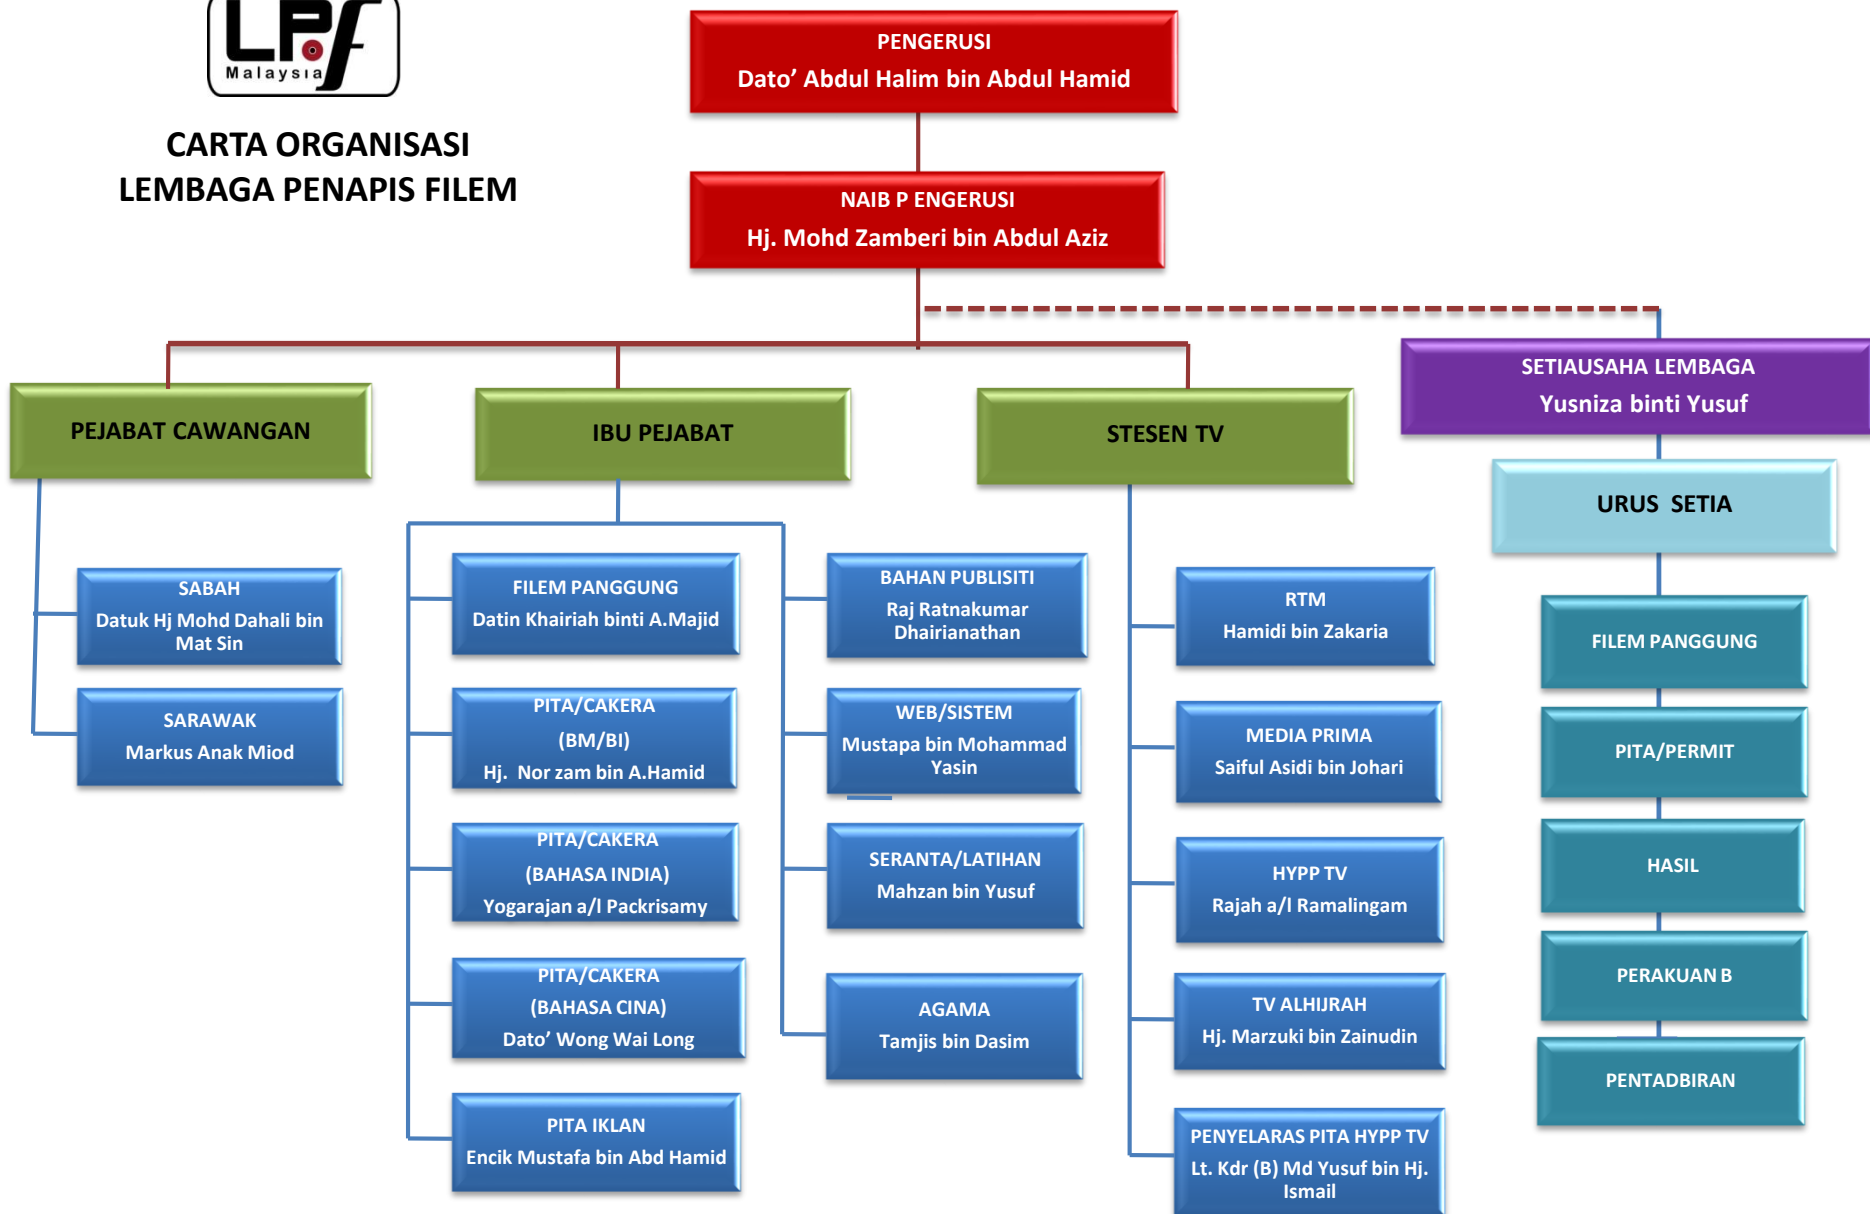 LPf
Malaysia
CARTA ORGANISASI
LEMBAGA PENAPIS FILEM
PENGERUSI
Dato’ Abdul Halim bin Abdul Hamid
NAIB P ENGERUSI
Hj. Mohd Zamberi bin Abdul Aziz
SETIAUSAHA LEMBAGA
Yusniza binti Yusuf
PEJABAT CAWANGAN
IBU PEJABAT
STESEN TV
URUS SETIA
SABAH
Datuk Hj Mohd Dahali bin
Mat Sin
SARAWAK
Markus Anak Miod
FILEM PANGGUNG
Datin Khairiah binti A.Majid
PITA/CAKERA
(BM/BI)
Hj. Nor zam bin A.Hamid
PITA/CAKERA
(BAHASA INDIA)
Yogarajan a/l Packrisamy
PITA/CAKERA
(BAHASA CINA)
Dato’ Wong Wai Long
PITA IKLAN
Encik Mustafa bin Abd Hamid
BAHAN PUBLISITI
Raj Ratnakumar
Dhairianathan
WEB/SISTEM
Mustapa bin Mohammad
Yasin
SERANTA/LATIHAN
Mahzan bin Yusuf
AGAMA
Tamjis bin Dasim
RTM
Hamidi bin Zakaria
MEDIA PRIMA
Saiful Asidi bin Johari
HYPP TV
Rajah a/l Ramalingam
TV ALHIJRAH
Hj. Marzuki bin Zainudin
PENYELARAS PITA HYPP TV
Lt. Kdr (B) Md Yusuf bin Hj.
Ismail
FILEM PANGGUNG
PITA/PERMIT
HASIL
PERAKUAN B
PENTADBIRAN